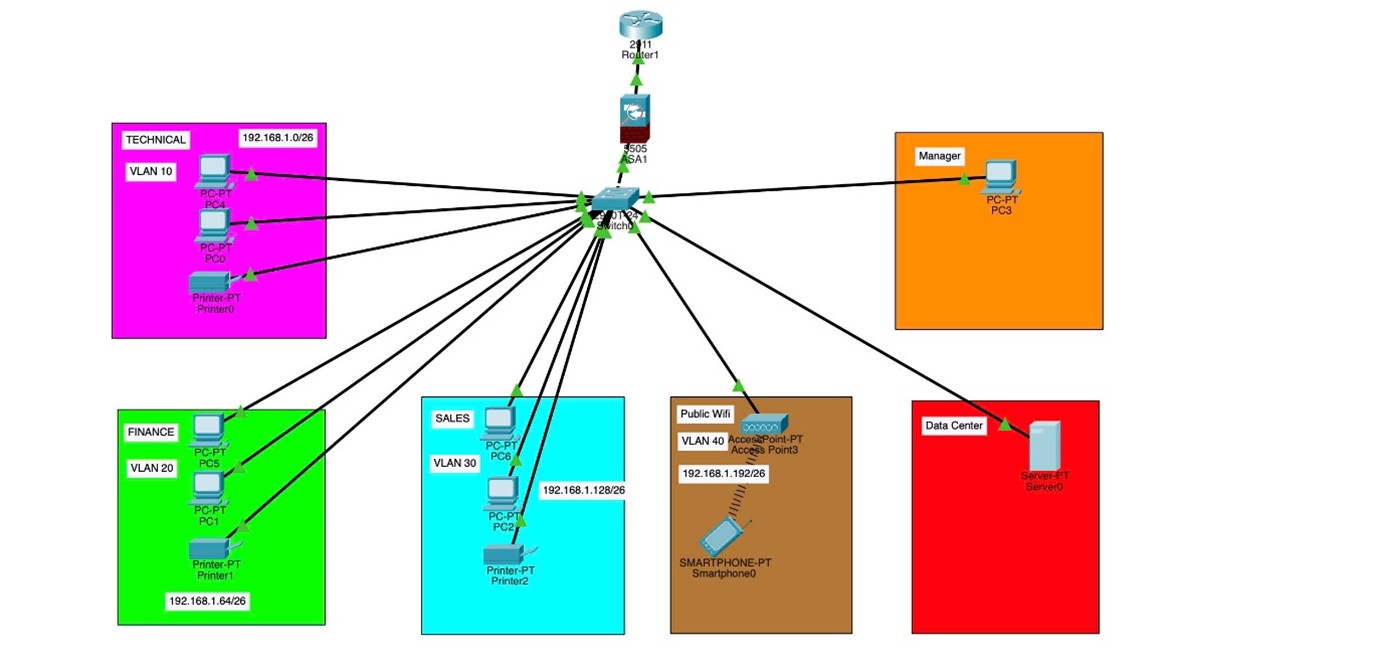 2911
Router1
5505
ASA1
Switch0
TECHNICAL
192.168.1.0/26
VLAN 10
PC-PT
PC4
PC-PT
PC0
Printer-PT
Printer0
Manager
PC-PT
PC3
FINANCE
VLAN 20
PC-PT
PC5
PC-PT
PC1
Printer-PT
Printer1
192.168.1.64/26
SALES
VLAN 30
PC-PT
PC6
192.168.1.128/26
PC-PT
PC2
Printer-PT
Printer2
Public Wifi
VLAN 40
AccessPoint-PT
Access Point3
192.168.1.192/26
SMARTPHONE-PT
Smartphone0
Data Center
Server-PT
Server0